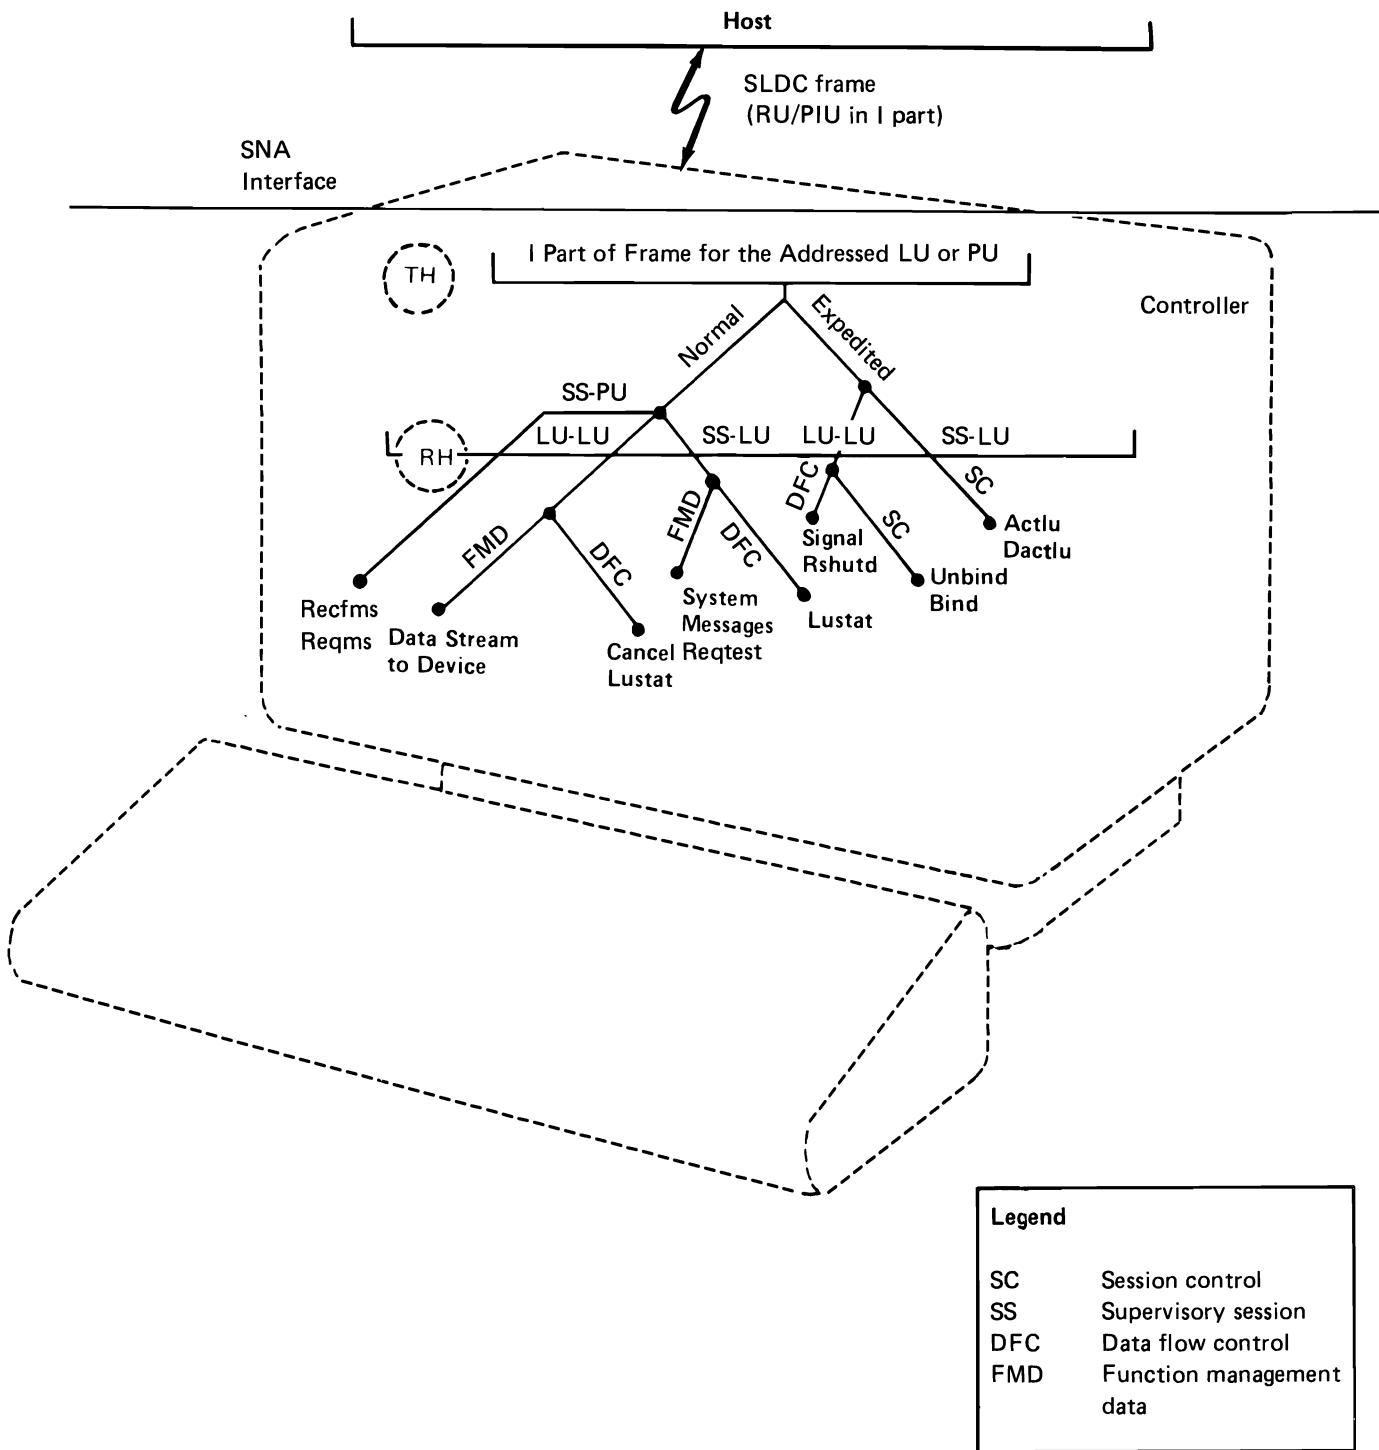 Host
SLDC frame
(RU/PIU in I part)
SNA
Interface
I Part of Frame for the Addressed LU or PU
TH
Controller
Normal
Expedited
SS-PU
LU-LU
SS-LU
LU-LU
SS-LU
RH
FMD
DFC
FMD
DFC
DFC
SC
SC
Actlu
Dactlu
Signal
Rshutd
Unbind
Bind
Recfms
Reqms
Data Stream
to Device
System
Messages
Reqtest
Lustat
Cancel
Lustat
Legend
SC Session control
SS Supervisory session
DFC Data flow control
FMD Function management
data